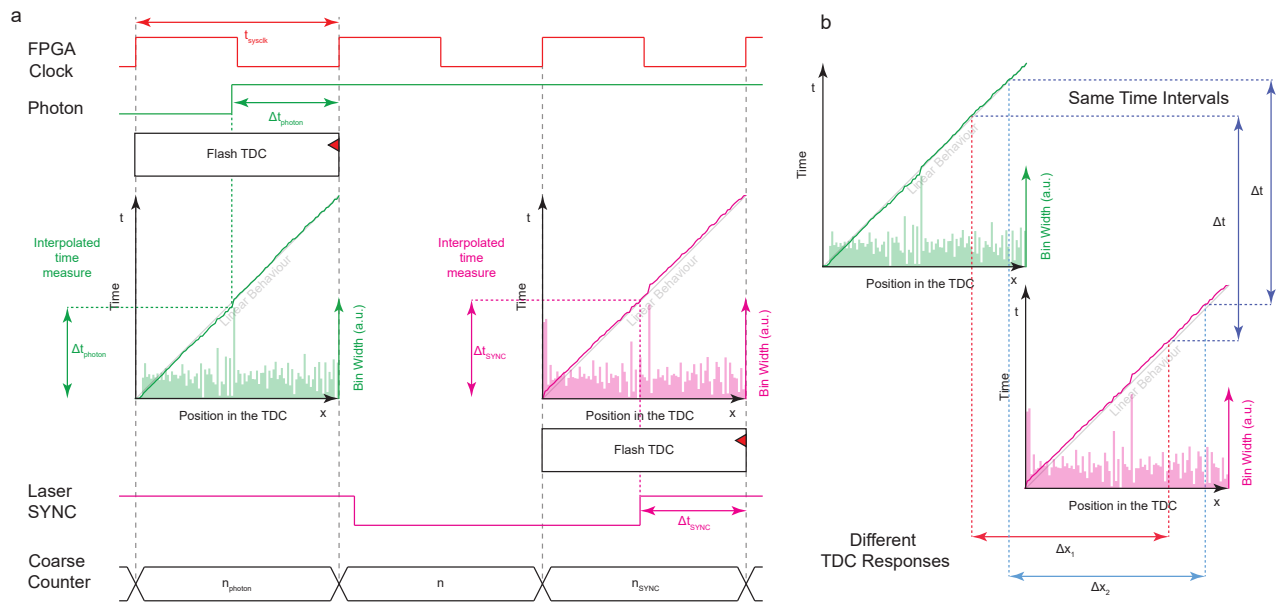 a
FPGA
Clock
t_sysclk
Photon
Δt_photon
Flash TDC
Interpolated
time
measure
Δt_photon
t
Time
Linear Behaviour
Bin Width (a.u.)
Position in the TDC
x
Interpolated
time
measure
Δt_SYNC
t
Time
Linear Behaviour
Bin Width (a.u.)
Position in the TDC
x
Flash TDC
Laser
SYNC
Δt_SYNC
Coarse
Counter
n_photon
n
n_SYNC
b
t
Time
Linear Behaviour
Bin Width (a.u.)
Position in the TDC
x
Same Time Intervals
Δt
Δt
t
Time
Linear Behaviour
Bin Width (a.u.)
Position in the TDC
x
Different
TDC Responses
Δx₁
Δx₂